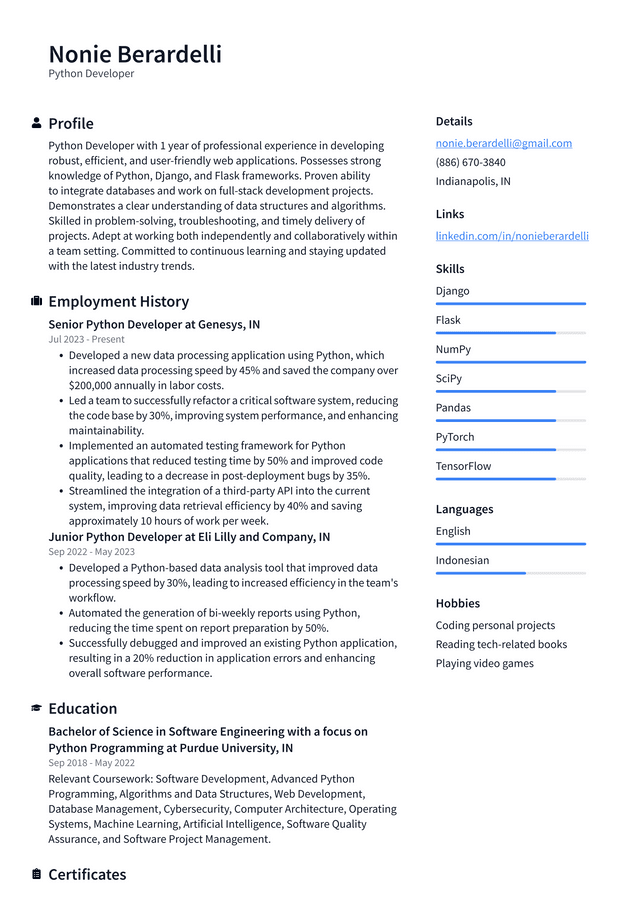 Nonie Berardelli
Python Developer
Profile
Python Developer with 1 year of professional experience in developing
robust, efficient, and user-friendly web applications. Possesses strong
knowledge of Python, Django, and Flask frameworks. Proven ability
to integrate databases and work on full-stack development projects.
Demonstrates a clear understanding of data structures and algorithms.
Skilled in problem-solving, troubleshooting, and timely delivery of
projects. Adept at working both independently and collaboratively within
a team setting. Committed to continuous learning and staying updated
with the latest industry trends.
Employment History
Senior Python Developer at Genesys, IN
Jul 2023 - Present
• Developed a new data processing application using Python, which
increased data processing speed by 45% and saved the company over
$200,000 annually in labor costs.
• Led a team to successfully refactor a critical software system, reducing
the code base by 30%, improving system performance, and enhancing
maintainability.
• Implemented an automated testing framework for Python
applications that reduced testing time by 50% and improved code
quality, leading to a decrease in post-deployment bugs by 35%.
• Streamlined the integration of a third-party API into the current
system, improving data retrieval efficiency by 40% and saving
approximately 10 hours of work per week.
Junior Python Developer at Eli Lilly and Company, IN
Sep 2022 - May 2023
• Developed a Python-based data analysis tool that improved data
processing speed by 30%, leading to increased efficiency in the team's
workflow.
• Automated the generation of bi-weekly reports using Python,
reducing the time spent on report preparation by 50%.
• Successfully debugged and improved an existing Python application,
resulting in a 20% reduction in application errors and enhancing
overall software performance.
Education
Bachelor of Science in Software Engineering with a focus on
Python Programming at Purdue University, IN
Sep 2018 - May 2022
Relevant Coursework: Software Development, Advanced Python
Programming, Algorithms and Data Structures, Web Development,
Database Management, Cybersecurity, Computer Architecture, Operating
Systems, Machine Learning, Artificial Intelligence, Software Quality
Assurance, and Software Project Management.
Certificates
Details
nonie.berardelli@gmail.com
(886) 670-3840
Indianapolis, IN
Links
linkedin.com/in/nonieberardelli
Skills
Django
Flask
NumPy
SciPy
Pandas
PyTorch
TensorFlow
Languages
English
Indonesian
Hobbies
Coding personal projects
Reading tech-related books
Playing video games